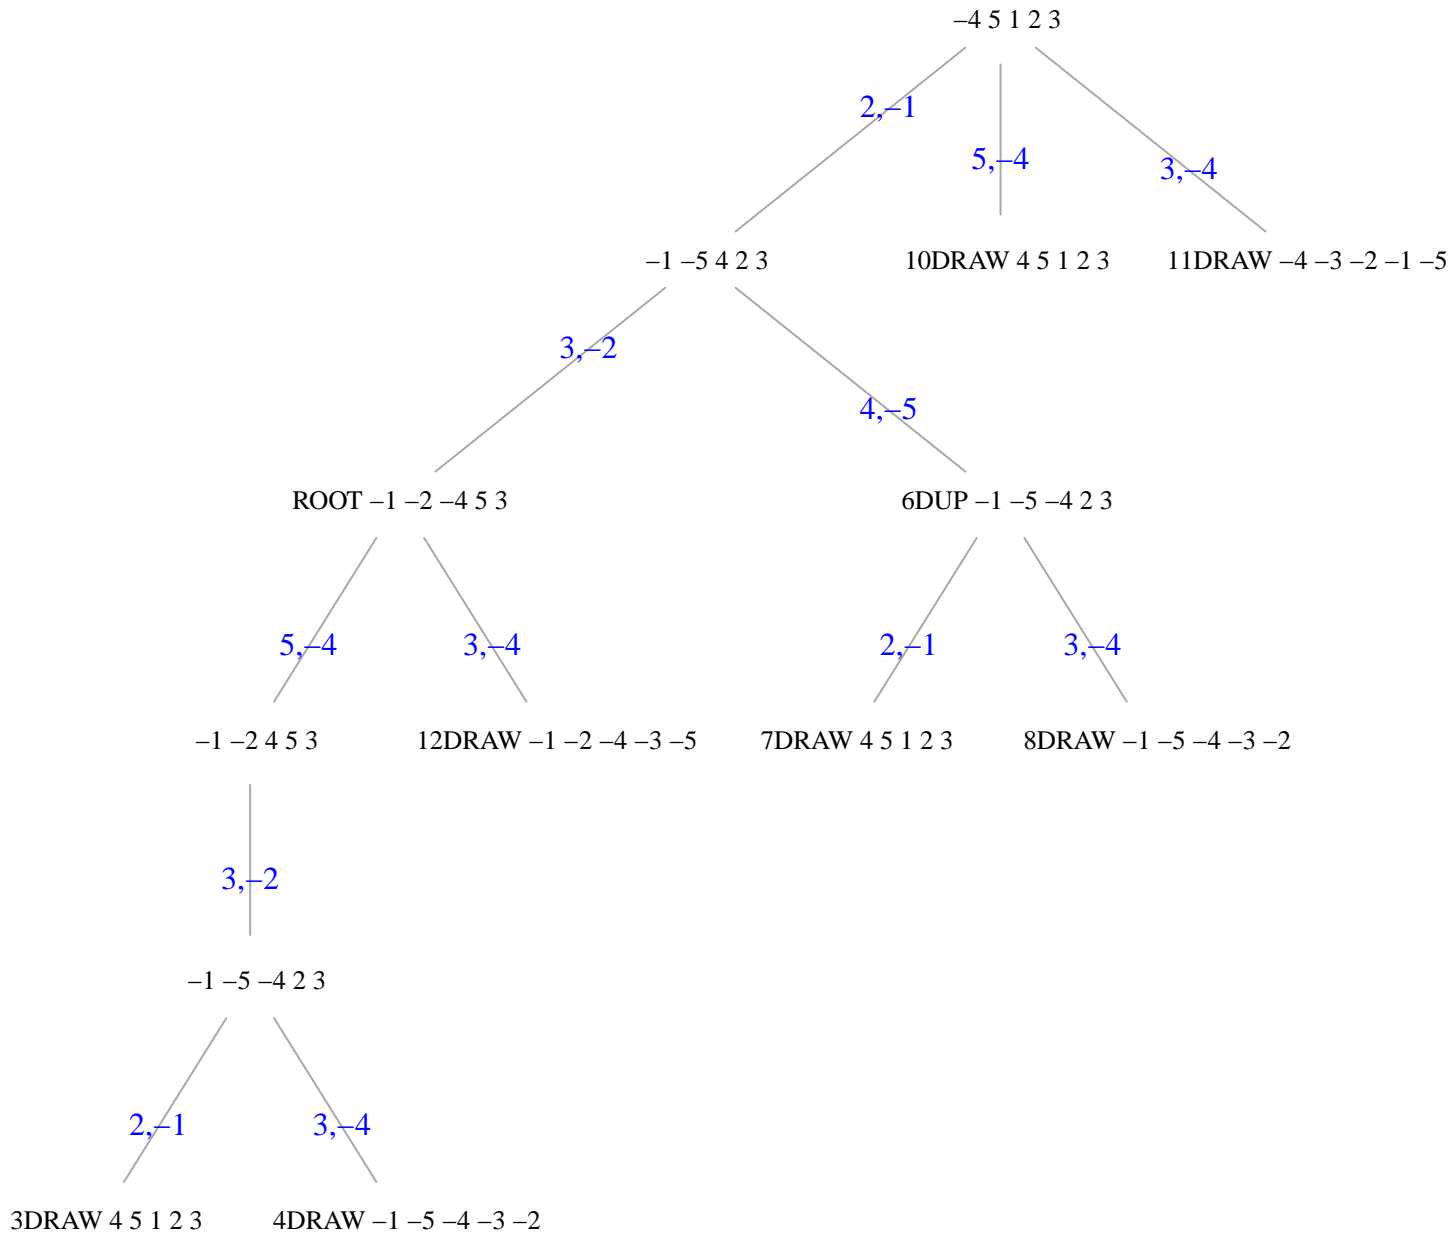 –4 5 1 2 3
2,–1
5,–4
3,–4
–1 –5 4 2 3
10DRAW 4 5 1 2 3
11DRAW –4 –3 –2 –1 –5
3,–2
4,–5
ROOT –1 –2 –4 5 3
6DUP –1 –5 –4 2 3
5,–4
3,–4
2,–1
3,–4
–1 –2 4 5 3
12DRAW –1 –2 –4 –3 –5
7DRAW 4 5 1 2 3
8DRAW –1 –5 –4 –3 –2
3,–2
–1 –5 –4 2 3
2,–1
3,–4
3DRAW 4 5 1 2 3
4DRAW –1 –5 –4 –3 –2